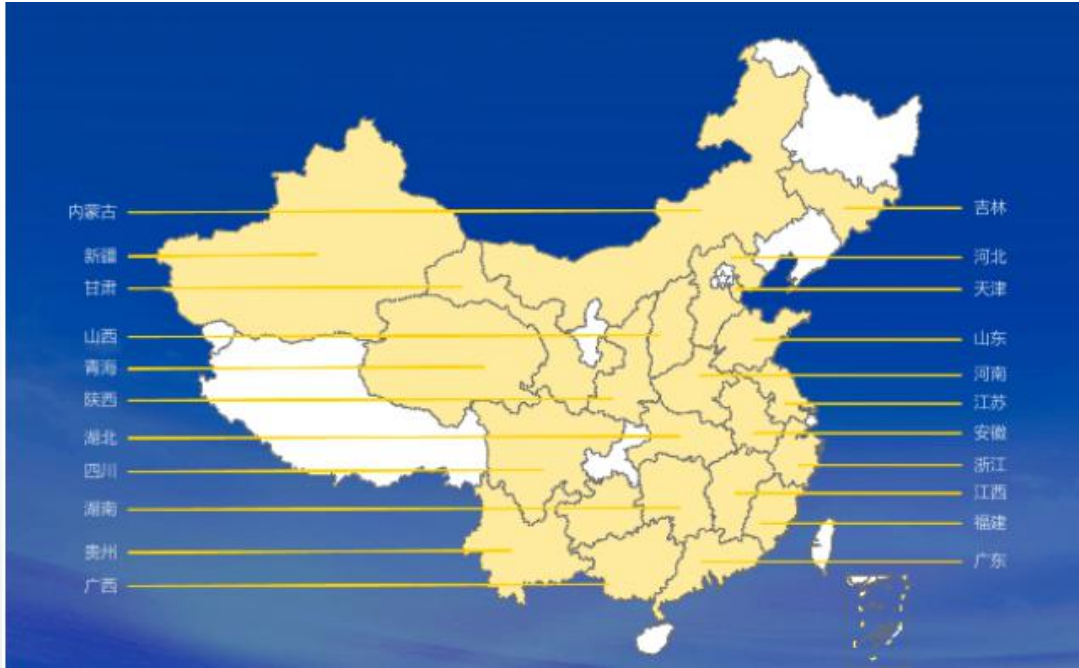 内蒙古
新疆
甘肃
山西
青海
陕西
湖北
四川
湖南
贵州
广西
吉林
河北
天津
山东
河南
江苏
安徽
浙江
江西
福建
广东